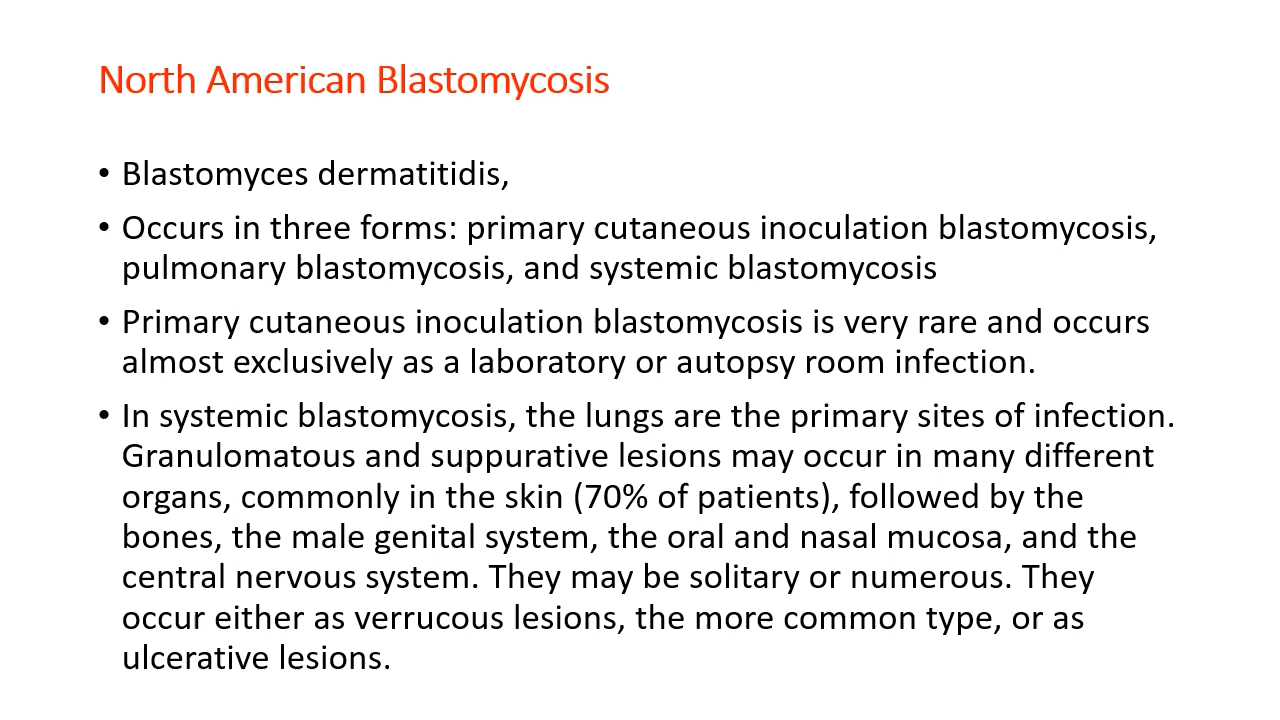 North American Blastomycosis
• Blastomyces dermatitidis,
• Occurs in three forms: primary cutaneous inoculation blastomycosis,
pulmonary blastomycosis, and systemic blastomycosis
• Primary cutaneous inoculation blastomycosis is very rare and occurs
almost exclusively as a laboratory or autopsy room infection.
• In systemic blastomycosis, the lungs are the primary sites of infection.
Granulomatous and suppurative lesions may occur in many different
organs, commonly in the skin (70% of patients), followed by the
bones, the male genital system, the oral and nasal mucosa, and the
central nervous system. They may be solitary or numerous. They
occur either as verrucous lesions, the more common type, or as
ulcerative lesions.